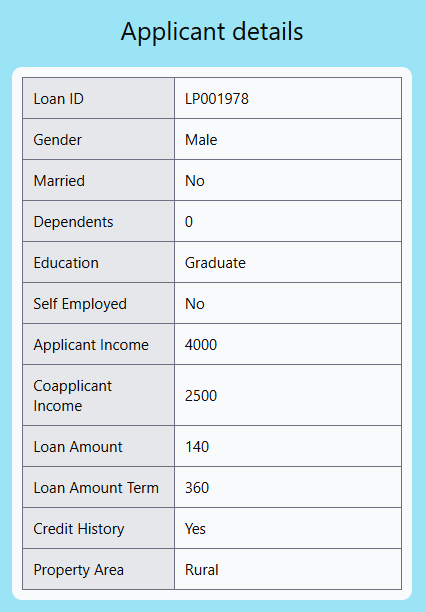 Applicant details
Loan ID LP001978
Gender Male
Married No
Dependents 0
Education Graduate
Self Employed No
Applicant Income 4000
Coapplicant
Income 2500
Loan Amount 140
Loan Amount Term 360
Credit History Yes
Property Area Rural